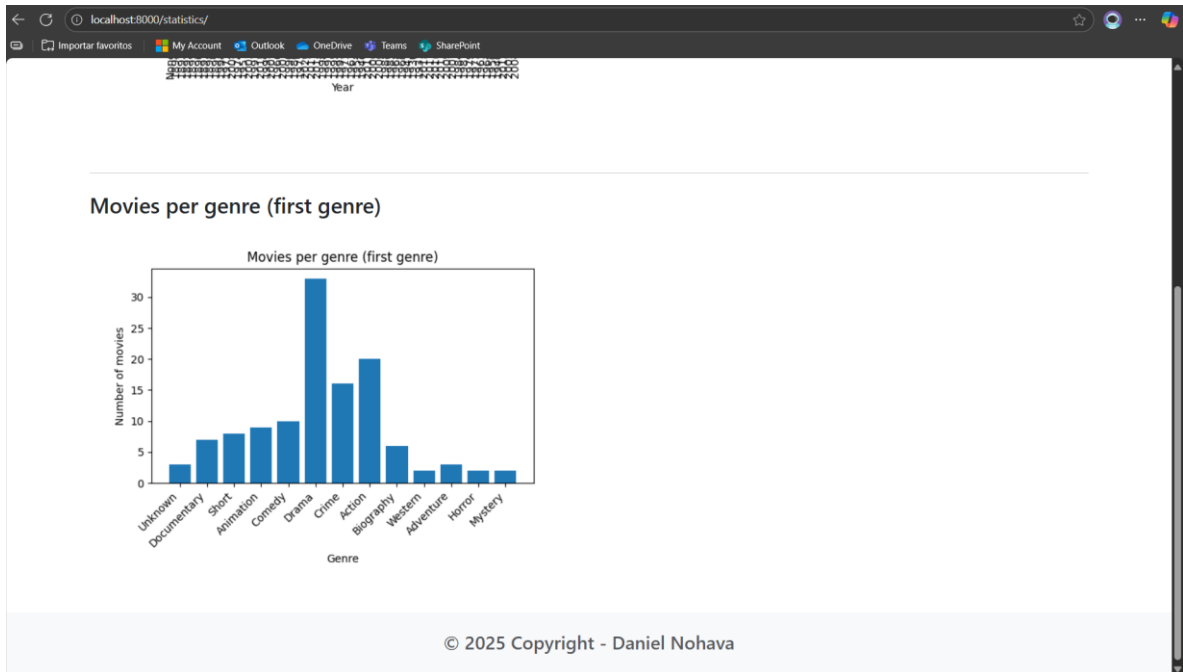 localhost:8000/statistics/
Importar favoritos My Account Outlook OneDrive Teams SharePoint
Year
Movies per genre (first genre)
Movies per genre (first genre)
Number of movies
30
25
20
15
10
5
0
Unknown Documentary Short Animation Comedy Drama Crime Action Biography Western Adventure Horror Mystery
Genre
© 2025 Copyright - Daniel Nohava